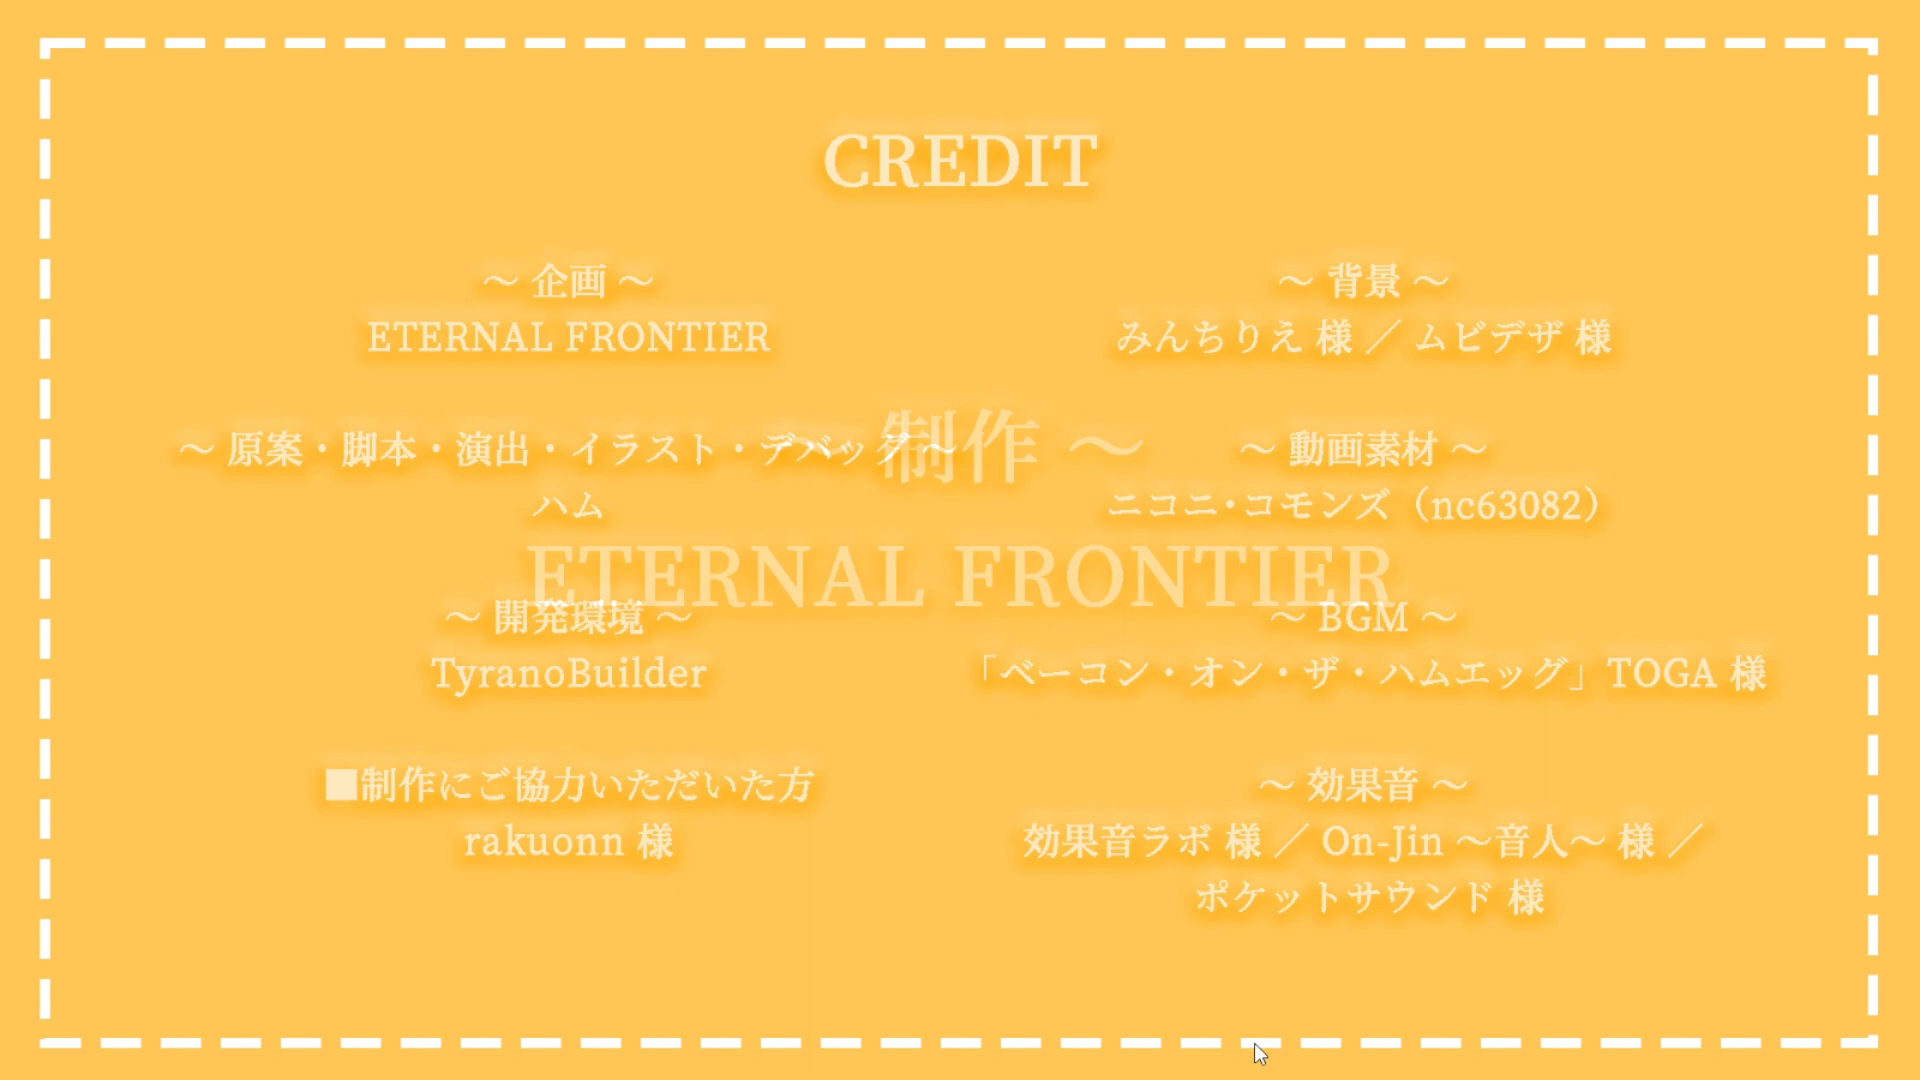 CREDIT
～ 企画 ～
ETERNAL FRONTIER
～ 原案・脚本・演出・イラスト・デバッグ ～
ハム
～ 開発環境 ～
TyranoBuilder
■制作にご協力いただいた方
rakuonn 様
～ 背景 ～
みんちりえ 様 ／ ムビデザ 様
～ 動画素材 ～
ニコニ･コモンズ（nc63082）
～ BGM ～
「ベーコン・オン・ザ・ハムエッグ」TOGA 様
～ 効果音 ～
効果音ラボ 様 ／ On-Jin ～音人～ 様 ／
ポケットサウンド 様
～ 制作 ～
ETERNAL FRONTIER